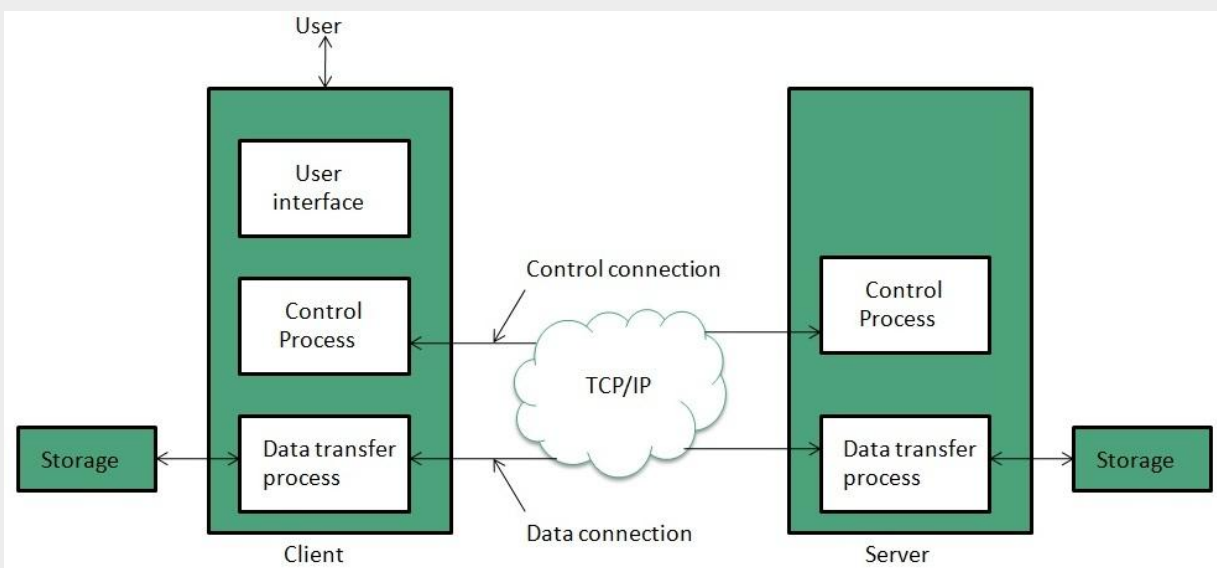 User
User
interface
Control connection
Control
Process
Control
Process
TCP/IP
Storage
Data transfer
process
Data transfer
process
Storage
Data connection
Client
Server